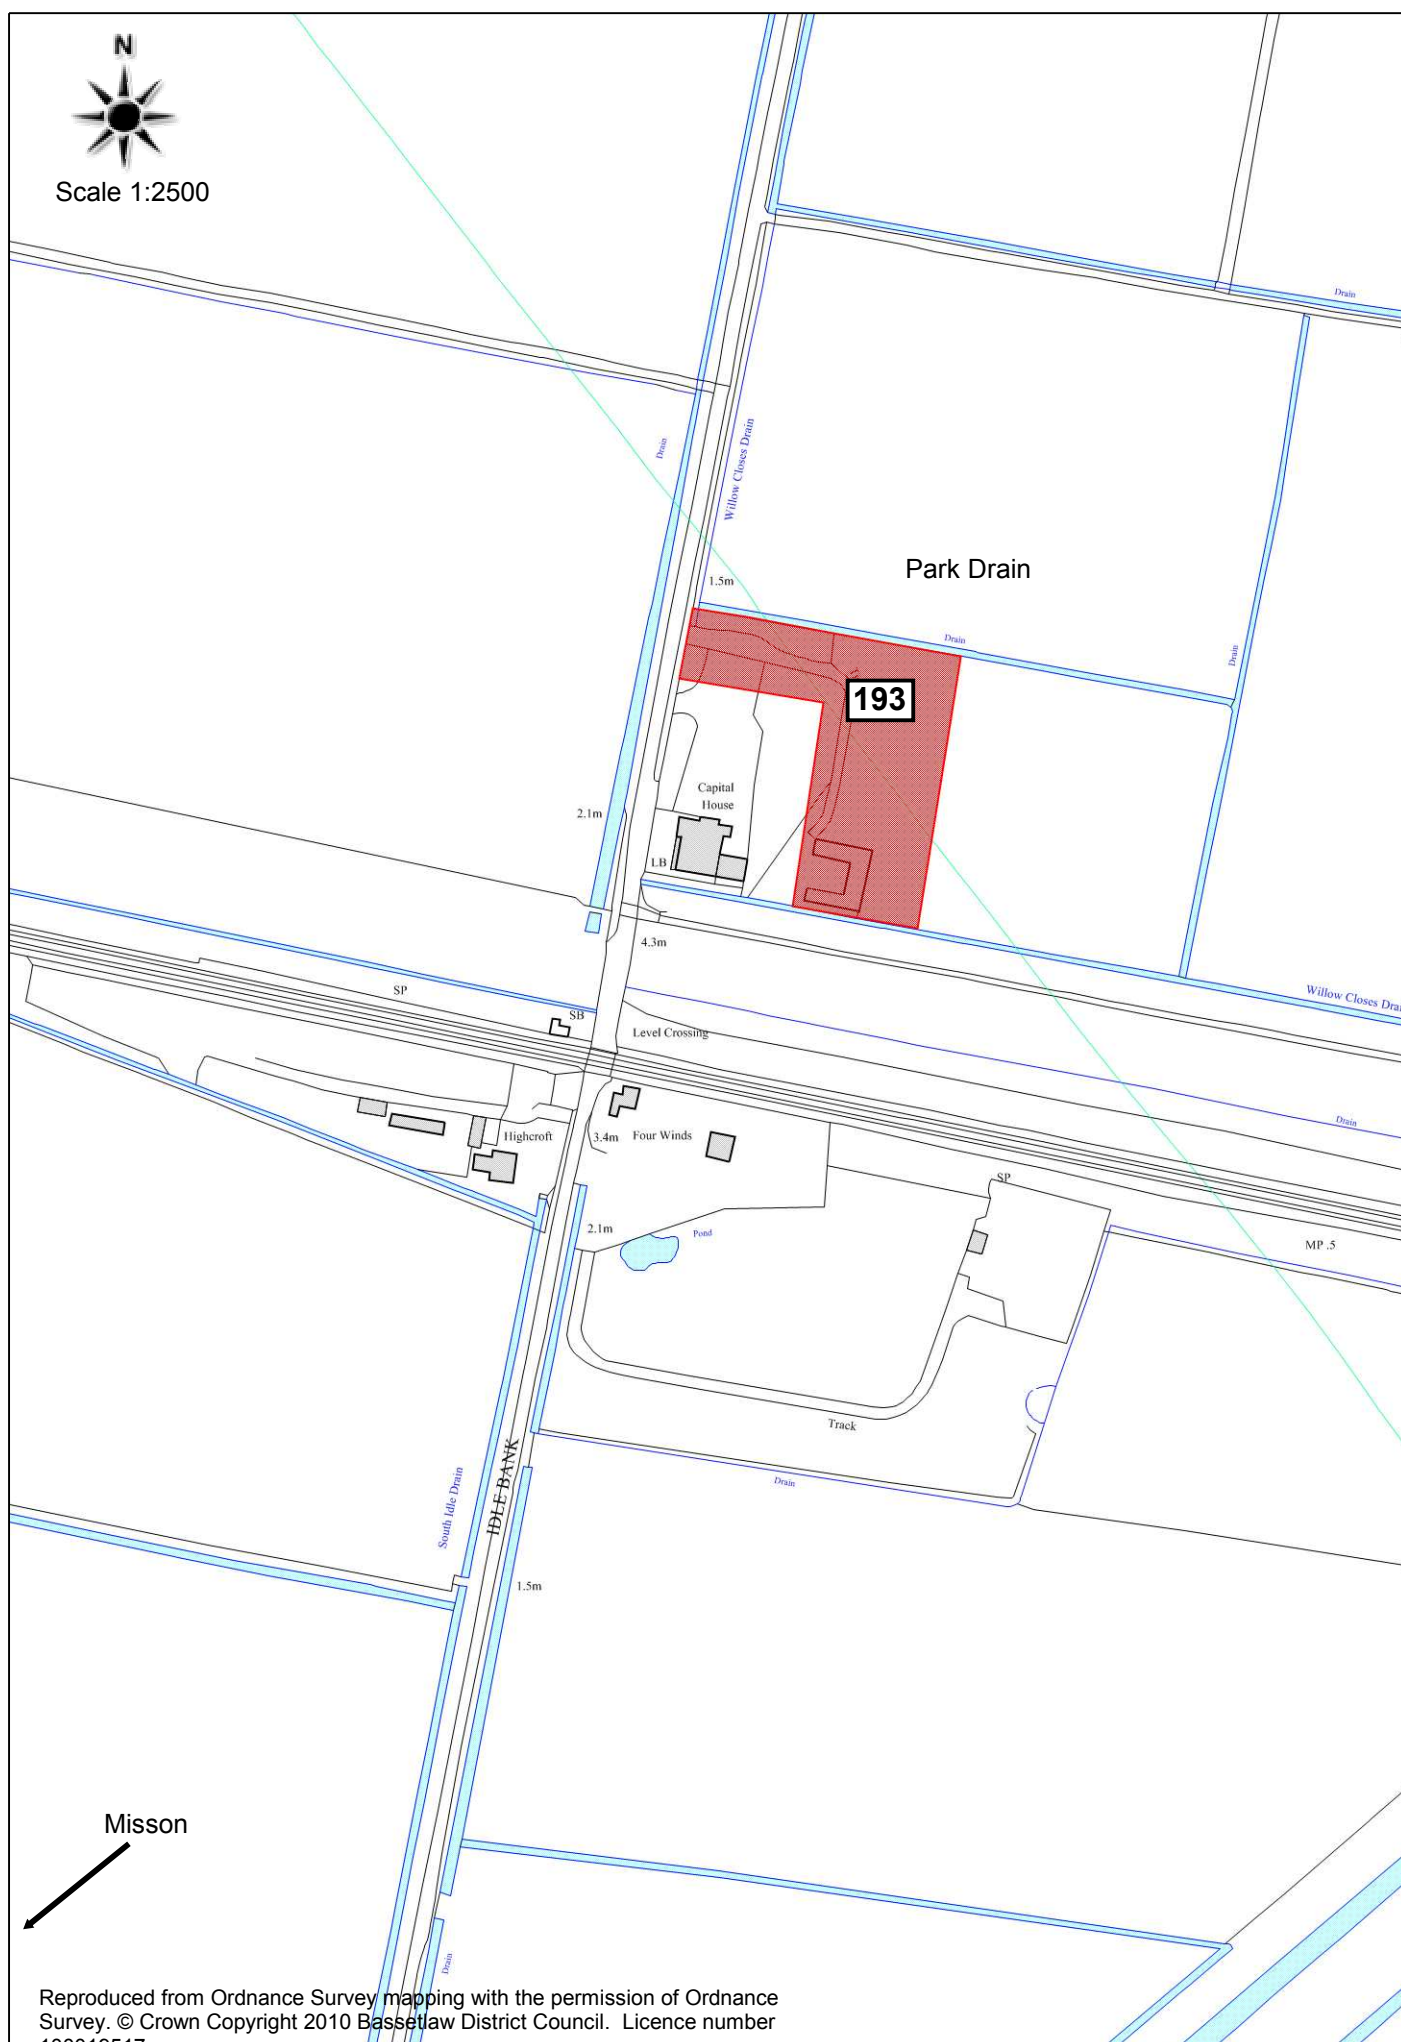 N
Scale 1:2500
Drain
Drain
Willow Closes Drain
Park Drain
1.5m
Drain
Drain
193
Capital
House
2.1m
LB
4.3m
Willow Closes
SP
SB
Level Crossing
Drain
Highcroft
3.4m
Four Winds
SP
2.1m
Pond
MP .5
Track
IDLE BANK
South Idle Drain
Drain
1.5m
Misson
Drain
Reproduced from Ordnance Survey mapping with the permission of Ordnance
Survey. © Crown Copyright 2010 Bassetlaw District Council. Licence number